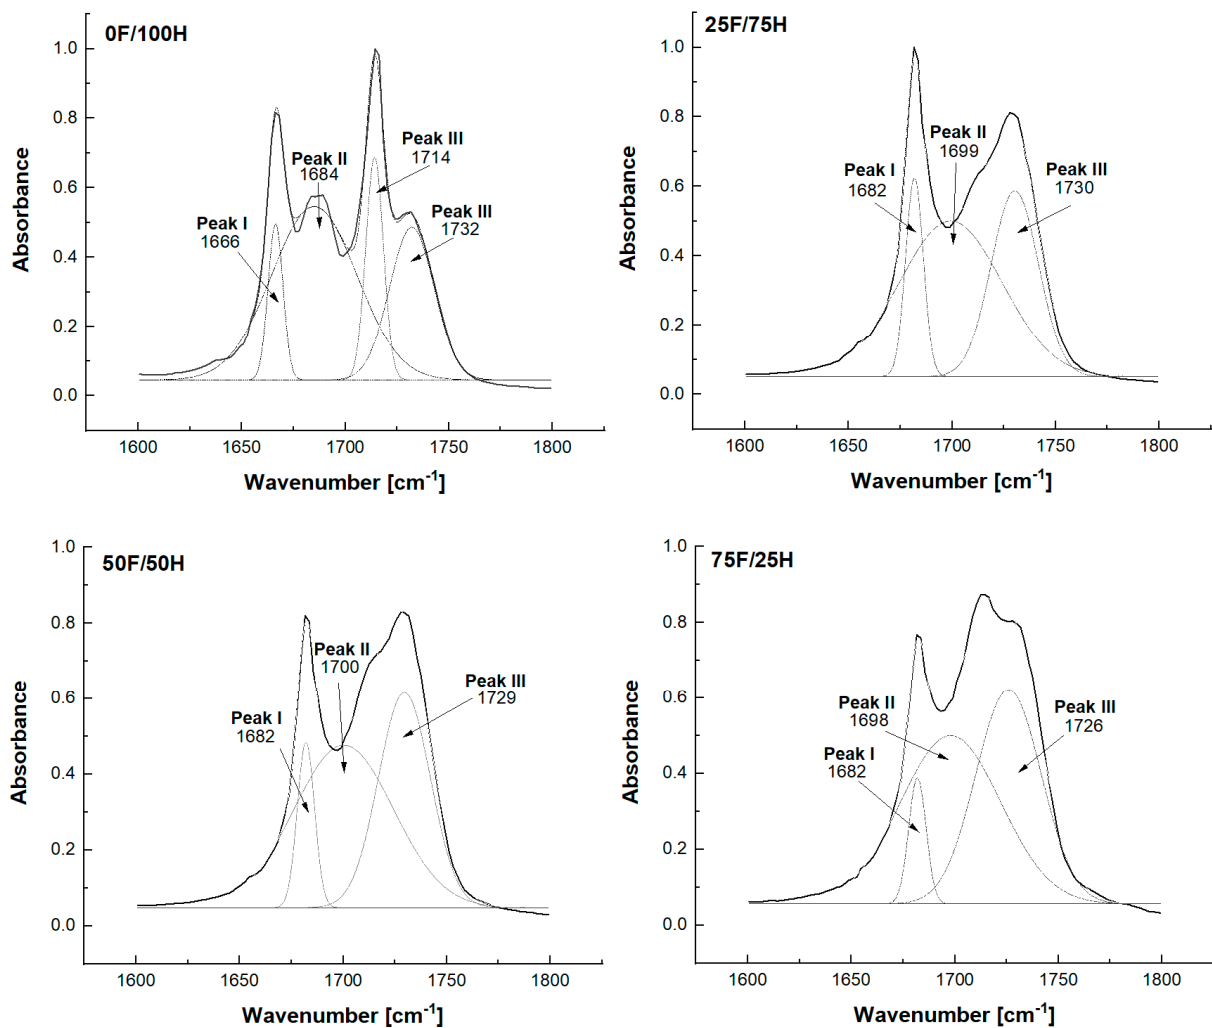 0F/100H
1.0
0.8
0.6
0.4
0.2
0.0
Absorbance
Peak I
1666
Peak II
1684
Peak III
1714
Peak III
1732
1600
1650
1700
1750
1800
Wavenumber [cm⁻¹]
25F/75H
1.0
0.8
0.6
0.4
0.2
0.0
Absorbance
Peak I
1682
Peak II
1699
Peak III
1730
1600
1650
1700
1750
1800
Wavenumber [cm⁻¹]
50F/50H
1.0
0.8
0.6
0.4
0.2
0.0
Absorbance
Peak I
1682
Peak II
1700
Peak III
1729
1600
1650
1700
1750
1800
Wavenumber [cm⁻¹]
75F/25H
1.0
0.8
0.6
0.4
0.2
0.0
Absorbance
Peak II
1698
Peak I
1682
Peak III
1726
1600
1650
1700
1750
1800
Wavenumber [cm⁻¹]